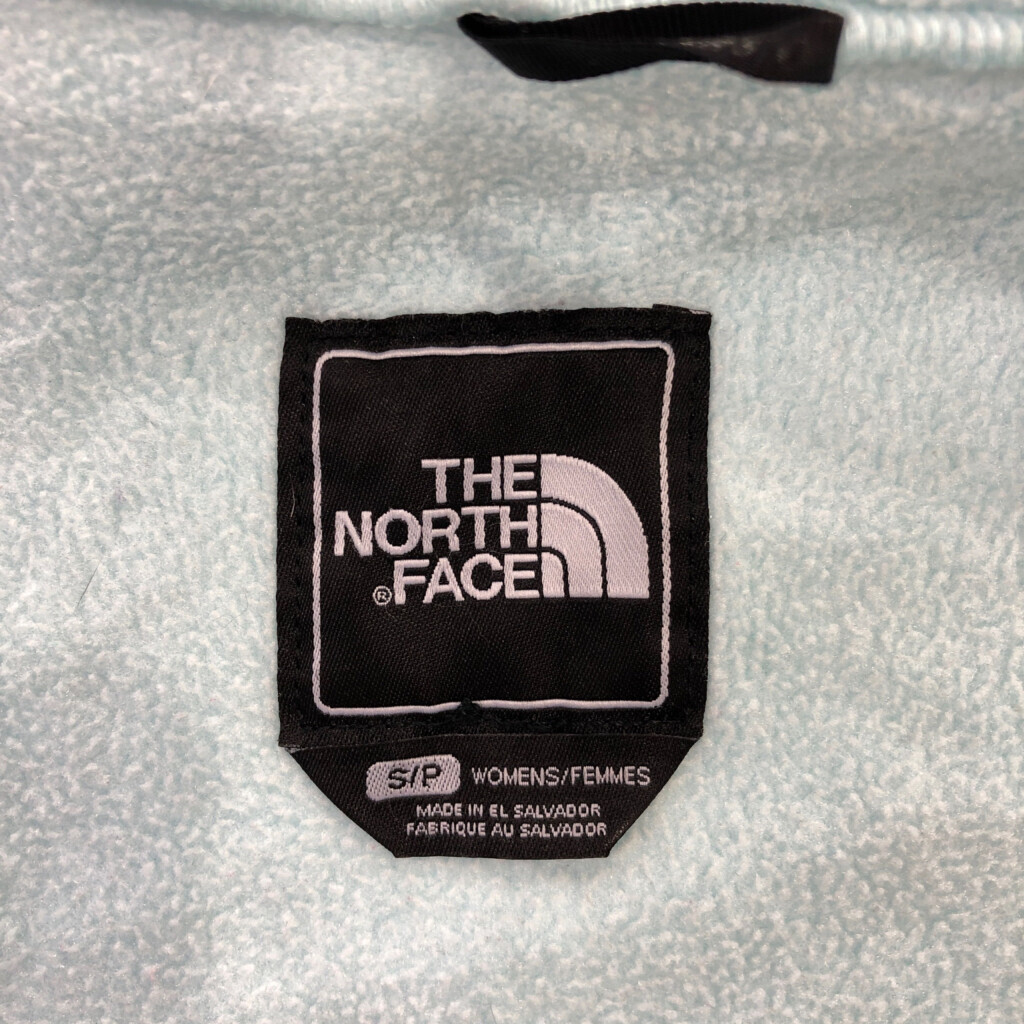 THE
NORTH
®FACE
S/P WOMENS/FEMMES
MADE IN EL SALVADOR
FABRIQUE AU SALVADOR